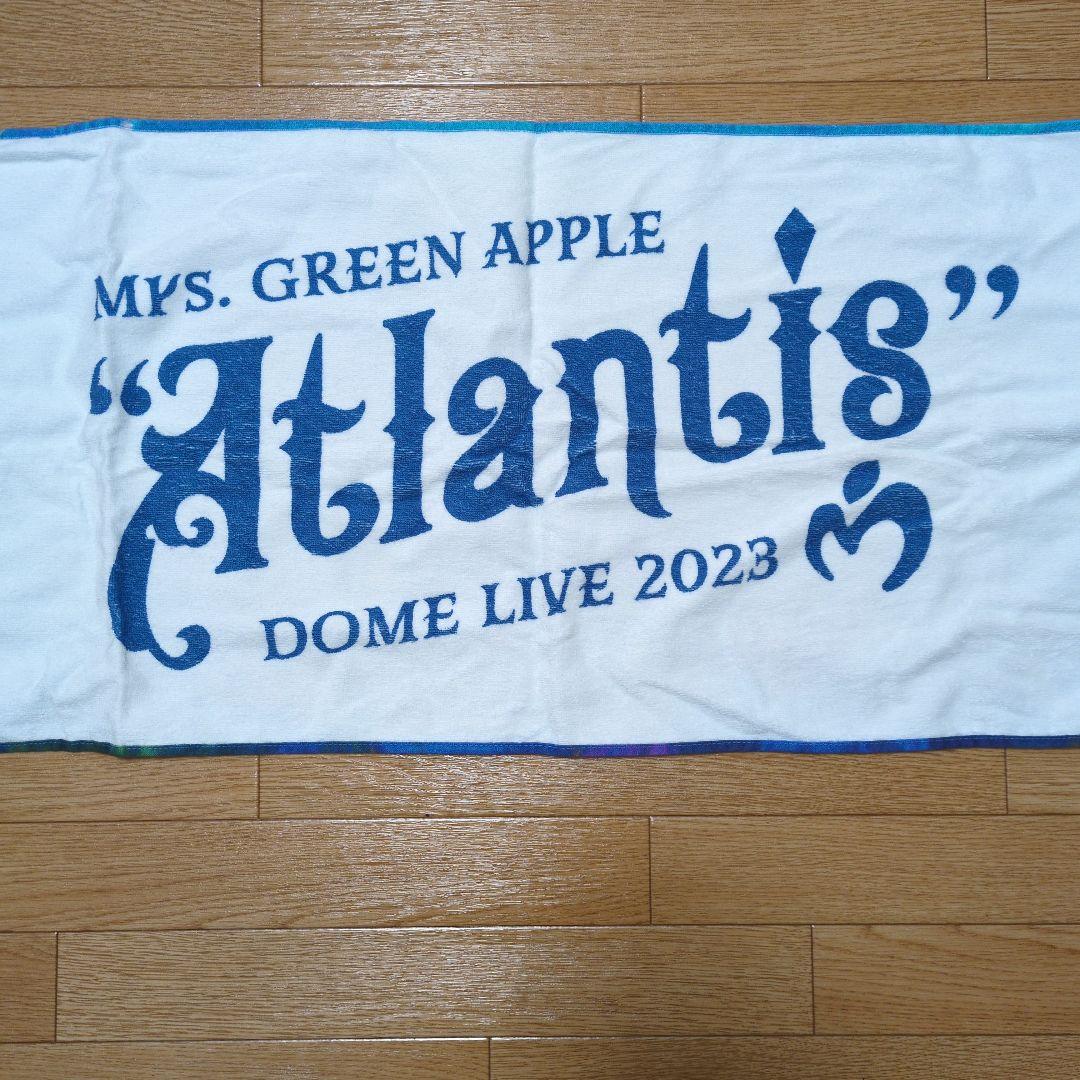 Mrs. GREEN APPLE
“Atlantis”
DOME LIVE 2023